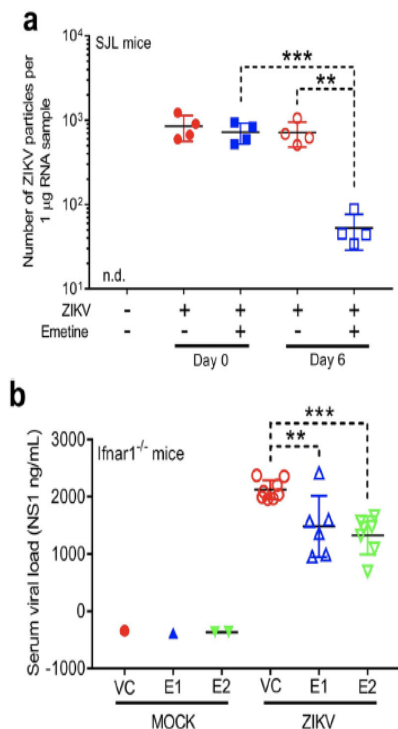 a
SJL mice
Number of ZIKV particles per
1 µg RNA sample
10⁴
10³
10²
10¹
***
**
n.d.
ZIKV - + + + +
Emetine - - + - +
Day 0 Day 6
b
Ifnar1⁻/⁻ mice
Serum viral load (NS1 ng/mL)
3000
2000
1000
0
-1000
***
**
VC E1 E2 VC E1 E2
MOCK ZIKV